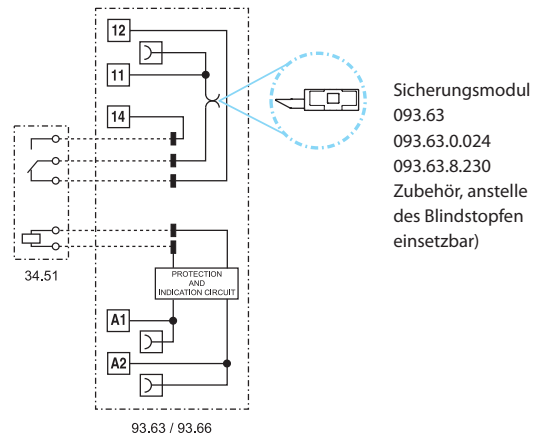 12
11
14
34.51
PROTECTION
AND
INDICATION CIRCUIT
A1
A2
93.63 / 93.66
Sicherungsmodul
093.63
093.63.0.024
093.63.8.230
Zubehör, anstelle
des Blindstopfen
einsetzbar)